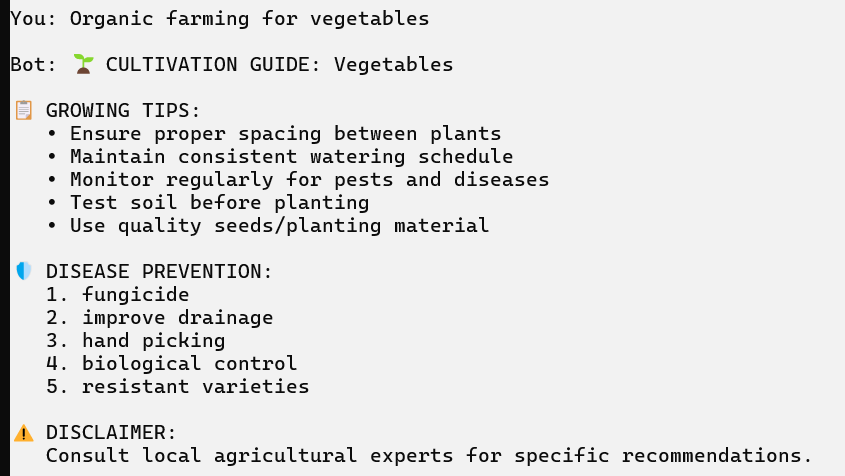 You: Organic farming for vegetables
Bot: 🌱 CULTIVATION GUIDE: Vegetables
📋 GROWING TIPS:
• Ensure proper spacing between plants
• Maintain consistent watering schedule
• Monitor regularly for pests and diseases
• Test soil before planting
• Use quality seeds/planting material
🛡️ DISEASE PREVENTION:
1. fungicide
2. improve drainage
3. hand picking
4. biological control
5. resistant varieties
⚠️ DISCLAIMER:
Consult local agricultural experts for specific recommendations.